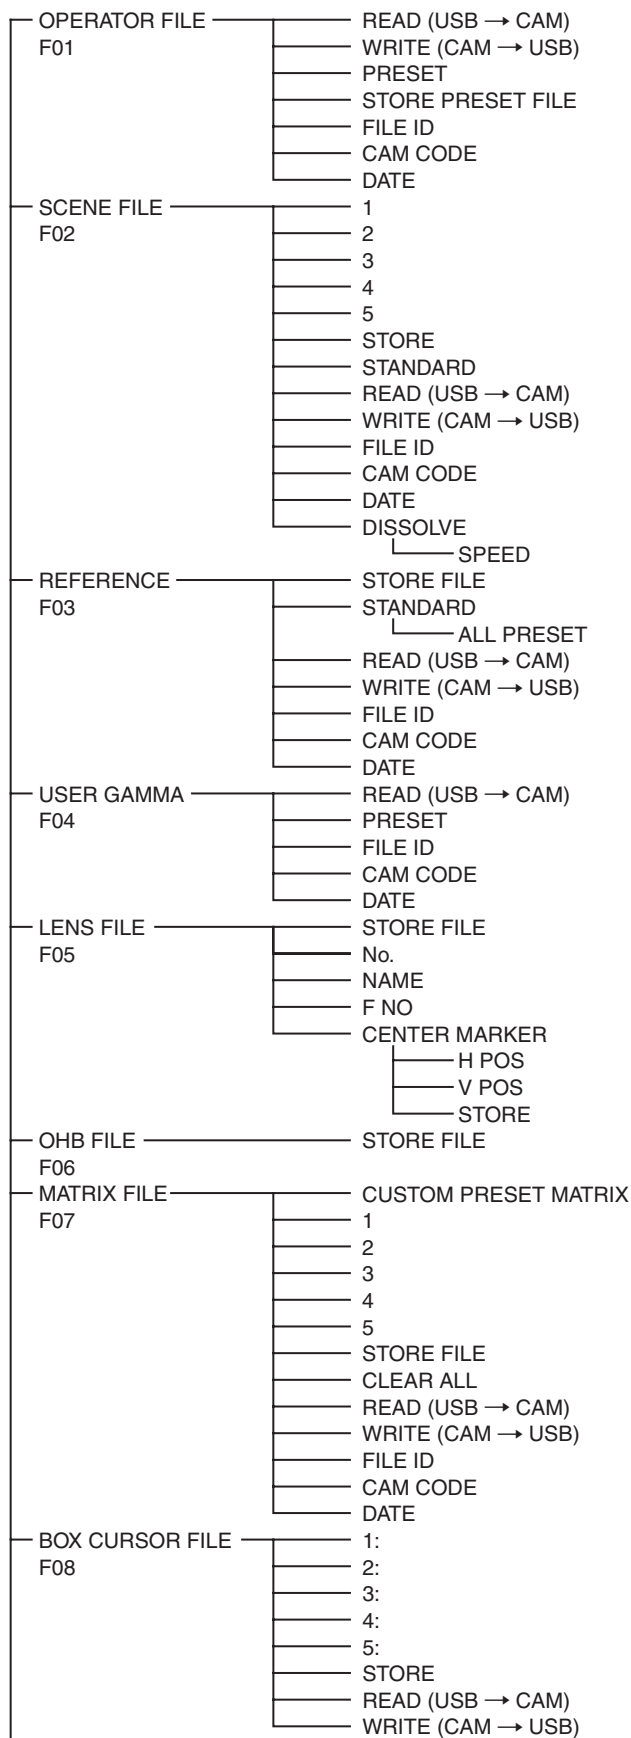 OPERATOR FILE READ (USB → CAM)
F01 WRITE (CAM → USB)
PRESET
STORE PRESET FILE
FILE ID
CAM CODE
DATE
SCENE FILE 1
F02 2
3
4
5
STORE
STANDARD
READ (USB → CAM)
WRITE (CAM → USB)
FILE ID
CAM CODE
DATE
DISSOLVE
SPEED
REFERENCE STORE FILE
F03 STANDARD
ALL PRESET
READ (USB → CAM)
WRITE (CAM → USB)
FILE ID
CAM CODE
DATE
USER GAMMA READ (USB → CAM)
F04 PRESET
FILE ID
CAM CODE
DATE
LENS FILE STORE FILE
F05 No.
NAME
F NO
CENTER MARKER
H POS
V POS
STORE
OHB FILE STORE FILE
F06
MATRIX FILE CUSTOM PRESET MATRIX
F07 1
2
3
4
5
STORE FILE
CLEAR ALL
READ (USB → CAM)
WRITE (CAM → USB)
FILE ID
CAM CODE
DATE
BOX CURSOR FILE 1:
F08 2:
3:
4:
5:
STORE
READ (USB → CAM)
WRITE (CAM → USB)